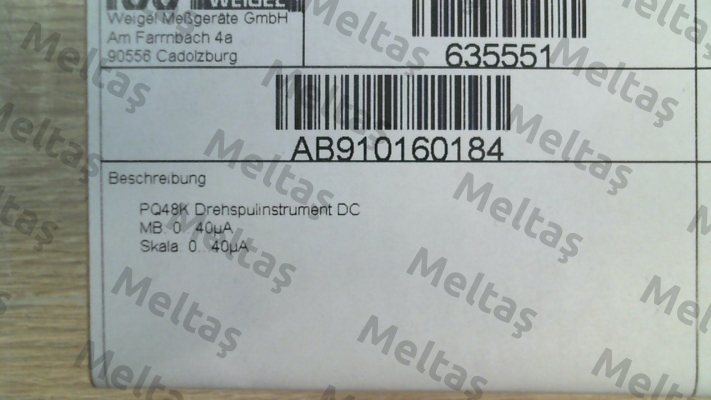 WEIGEL
Weigel Meßgeräte GmbH
Am Farrnbach 4a
90556 Cadolzburg
635551
AB910160184
Beschreibung
PQ48K Drehspulinstrument DC
MB: 0...40µA
Skala: 0...40µA
Meltaş